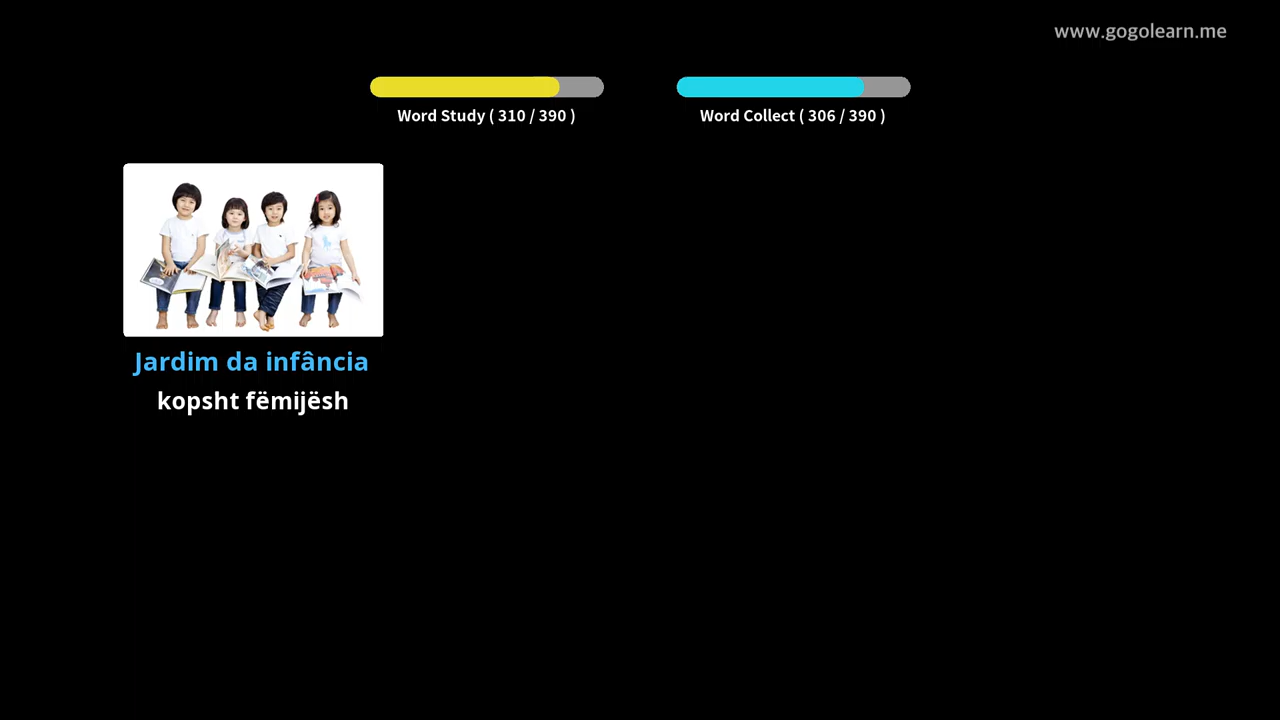 www.gogolearn.me
Word Study ( 310 / 390 )
Word Collect ( 306 / 390 )
Jardim da infância
kopsht fëmijësh